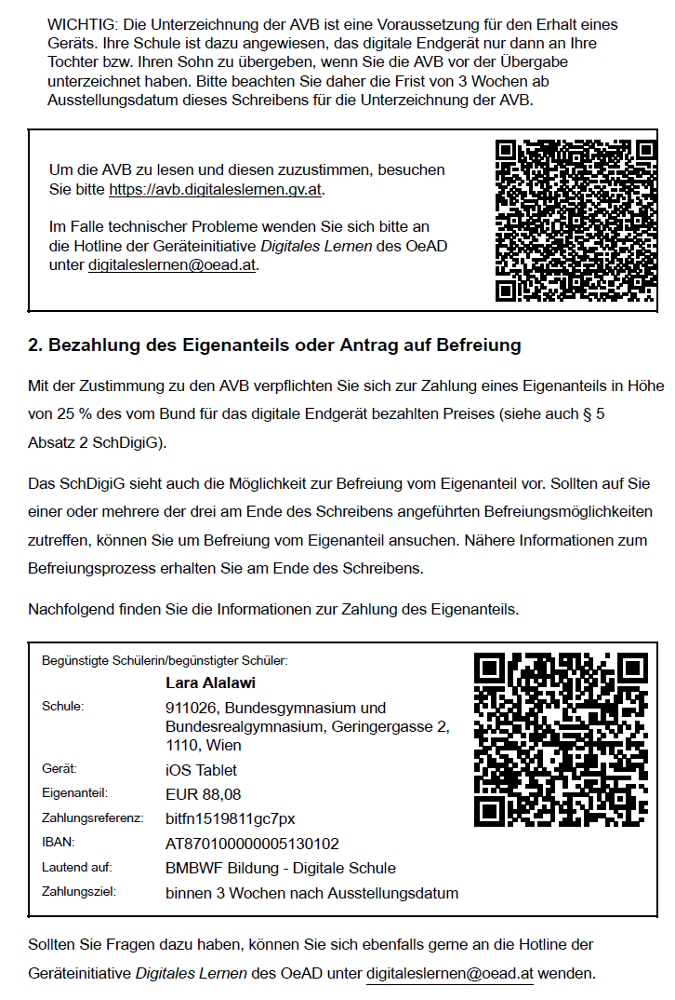 WICHTIG: Die Unterzeichnung der AVB ist eine Voraussetzung für den Erhalt eines
Geräts. Ihre Schule ist dazu angewiesen, das digitale Endgerät nur dann an Ihre
Tochter bzw. Ihren Sohn zu übergeben, wenn Sie die AVB vor der Übergabe
unterzeichnet haben. Bitte beachten Sie daher die Frist von 3 Wochen ab
Ausstellungsdatum dieses Schreibens für die Unterzeichnung der AVB.
Um die AVB zu lesen und diesen zuzustimmen, besuchen
Sie bitte https://avb.digitaleslernen.gv.at.
Im Falle technischer Probleme wenden Sie sich bitte an
die Hotline der Geräteinitiative Digitales Lernen des OeAD
unter digitaleslernen@oead.at.
2. Bezahlung des Eigenanteils oder Antrag auf Befreiung
Mit der Zustimmung zu den AVB verpflichten Sie sich zur Zahlung eines Eigenanteils in Höhe
von 25 % des vom Bund für das digitale Endgerät bezahlten Preises (siehe auch § 5
Absatz 2 SchDigiG).
Das SchDigiG sieht auch die Möglichkeit zur Befreiung vom Eigenanteil vor. Sollten auf Sie
einer oder mehrere der drei am Ende des Schreibens angeführten Befreiungsmöglichkeiten
zutreffen, können Sie um Befreiung vom Eigenanteil ansuchen. Nähere Informationen zum
Befreiungsprozess erhalten Sie am Ende des Schreibens.
Nachfolgend finden Sie die Informationen zur Zahlung des Eigenanteils.
Begünstigte Schülerin/begünstigter Schüler:
Lara Alalawi
Schule: 911026, Bundesgymnasium und
Bundesrealgymnasium, Geringergasse 2,
1110, Wien
Gerät: iOS Tablet
Eigenanteil: EUR 88,08
Zahlungsreferenz: bitfn1519811gc7px
IBAN: AT870100000005130102
Lautend auf: BMBWF Bildung - Digitale Schule
Zahlungsziel: binnen 3 Wochen nach Ausstellungsdatum
Sollten Sie Fragen dazu haben, können Sie sich ebenfalls gerne an die Hotline der
Geräteinitiative Digitales Lernen des OeAD unter digitaleslernen@oead.at wenden.